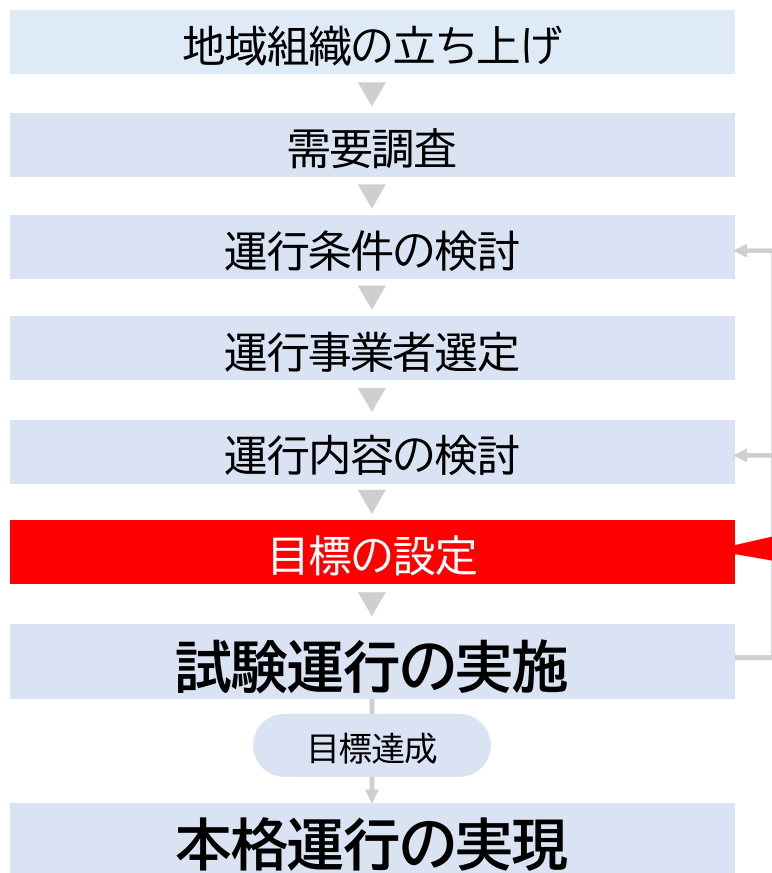 地域組織の立ち上げ
需要調査
運行条件の検討
運行事業者選定
運行内容の検討
目標の設定
試験運行の実施
目標達成
本格運行の実現